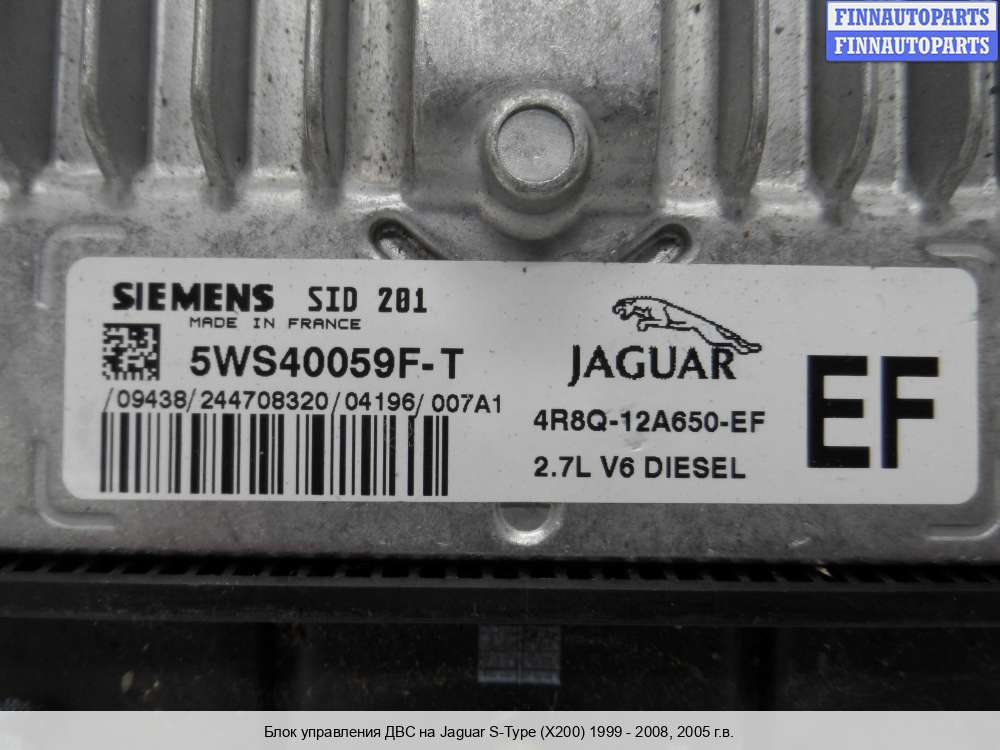 FINNAUTOPARTS
FINNAUTOPARTS
SIEMENS SID 201
MADE IN FRANCE
5WS40059F-T
/09438/244708320/04196/007A1
JAGUAR
4R8Q-12A650-EF
2.7L V6 DIESEL
EF
Блок управления ДВС на Jaguar S-Type (X200) 1999 - 2008, 2005 г.в.